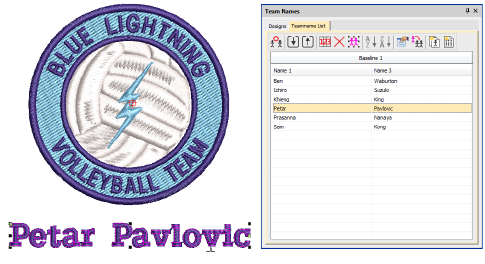 BLUE LIGHTNING
VOLLEYBALL TEAM
Petar Pavlovic
Team Names
Designs Teamname List
Baseline 1
Name 1 Name 3
Ben Waburton
Ichiro Suzuki
Khieng King
Petar Pavlovic
Prasanna Nanaya
Sam Kong